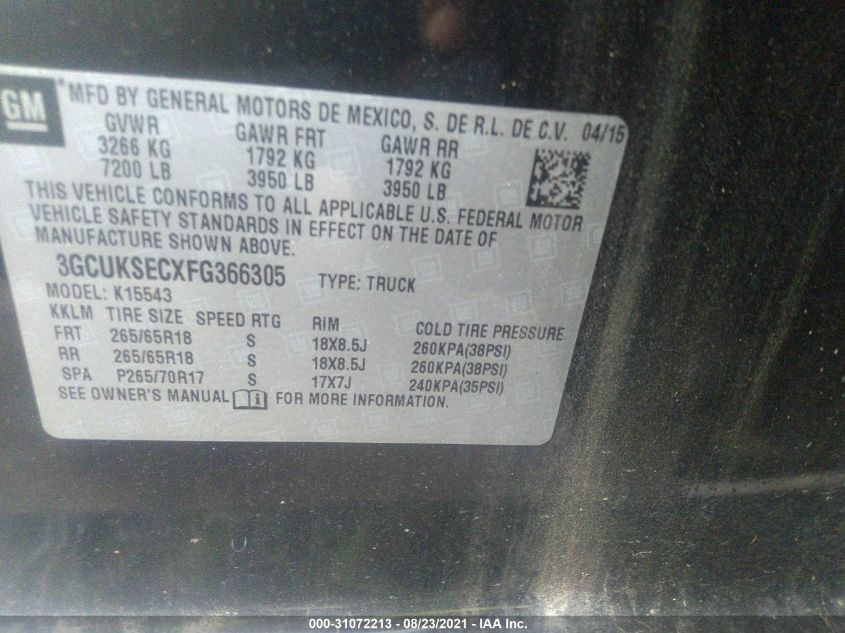 GM
*MFD BY GENERAL MOTORS DE MEXICO, S. DE R.L. DE C.V. 04/15
GVWR GAWR FRT GAWR RR
3266 KG 1792 KG 1792 KG
7200 LB 3950 LB 3950 LB
THIS VEHICLE CONFORMS TO ALL APPLICABLE U.S. FEDERAL MOTOR
VEHICLE SAFETY STANDARDS IN EFFECT ON THE DATE OF
MANUFACTURE SHOWN ABOVE.
3GCUKSECXFG366305 TYPE: TRUCK
MODEL: K15543
KKLM TIRE SIZE SPEED RTG RIM COLD TIRE PRESSURE
FRT 265/65R18 S 18X8.5J 260KPA(38PSI)
RR 265/65R18 S 18X8.5J 260KPA(38PSI)
SPA P265/70R17 S 17X7J 240KPA(35PSI)
SEE OWNER'S MANUAL FOR MORE INFORMATION.
000-31072213 - 08/23/2021 - IAA Inc.